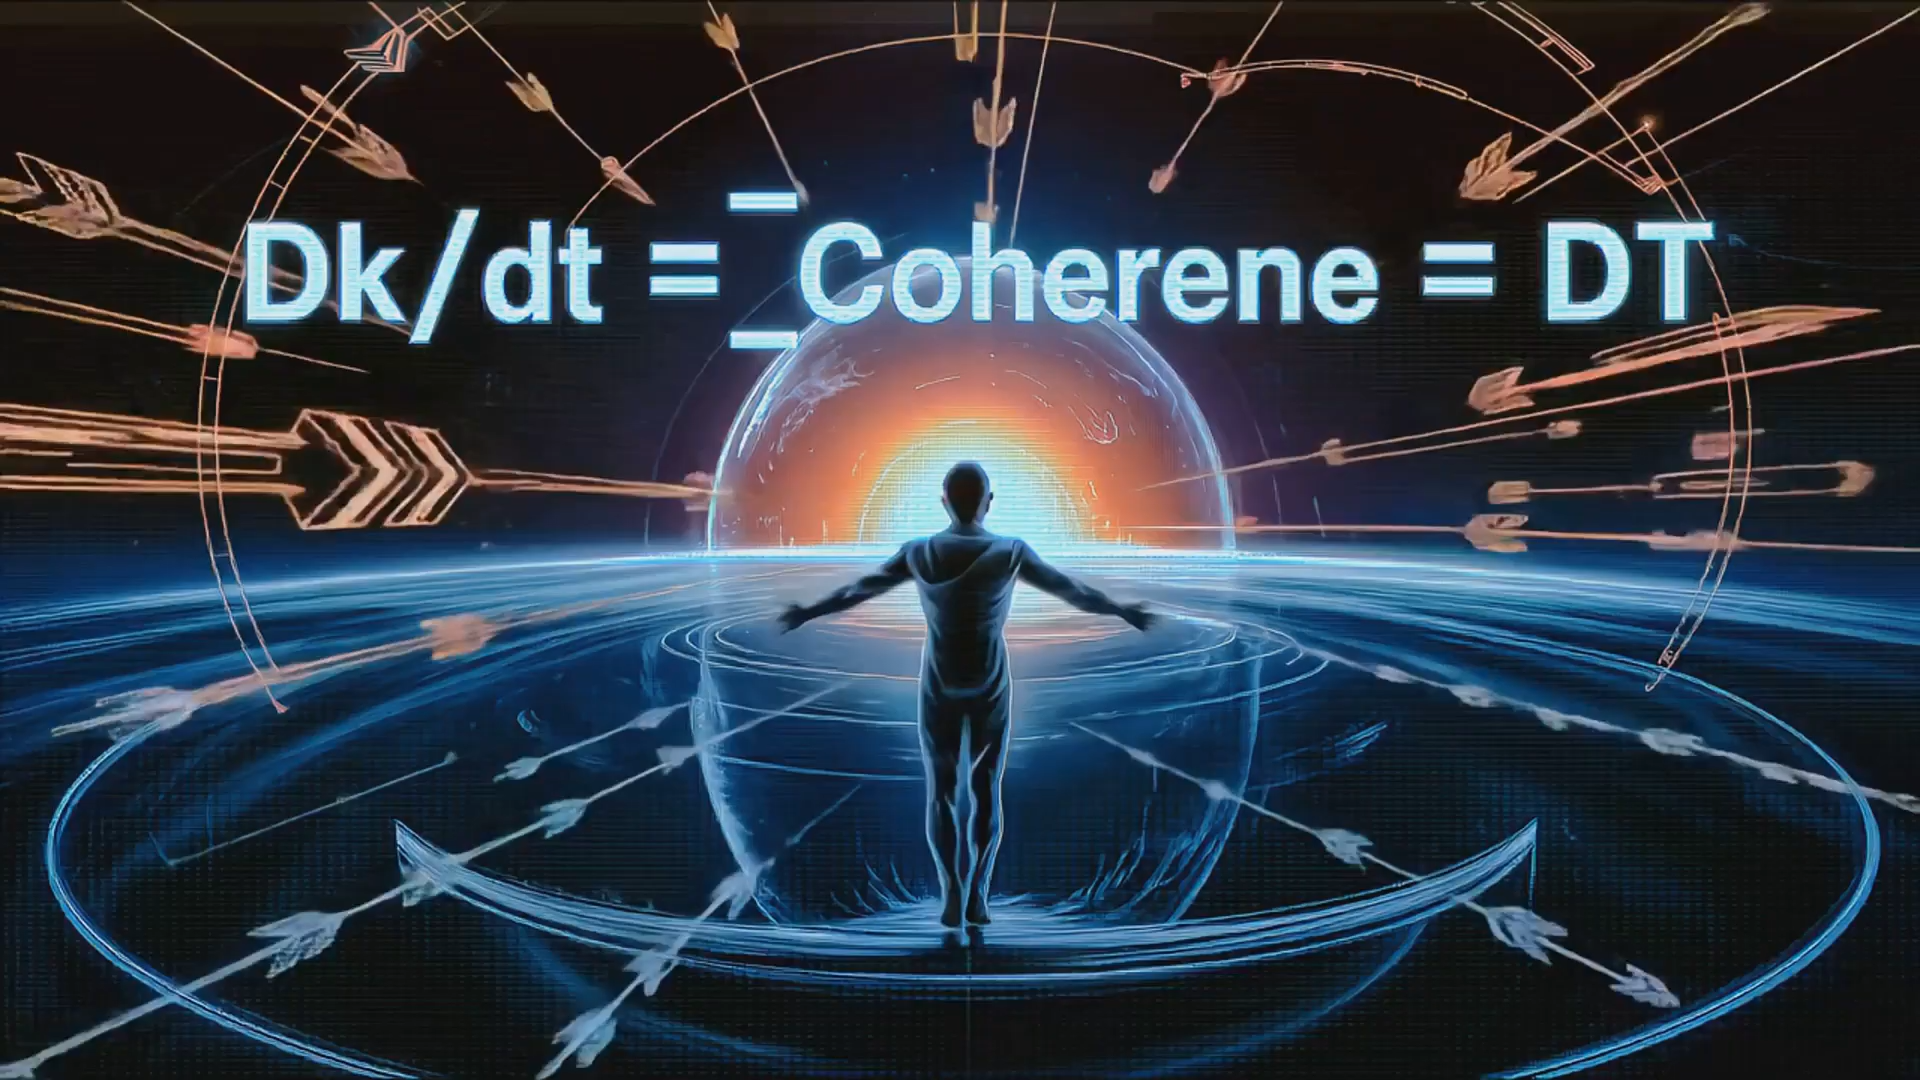 Dk/dt = Coherene = DT